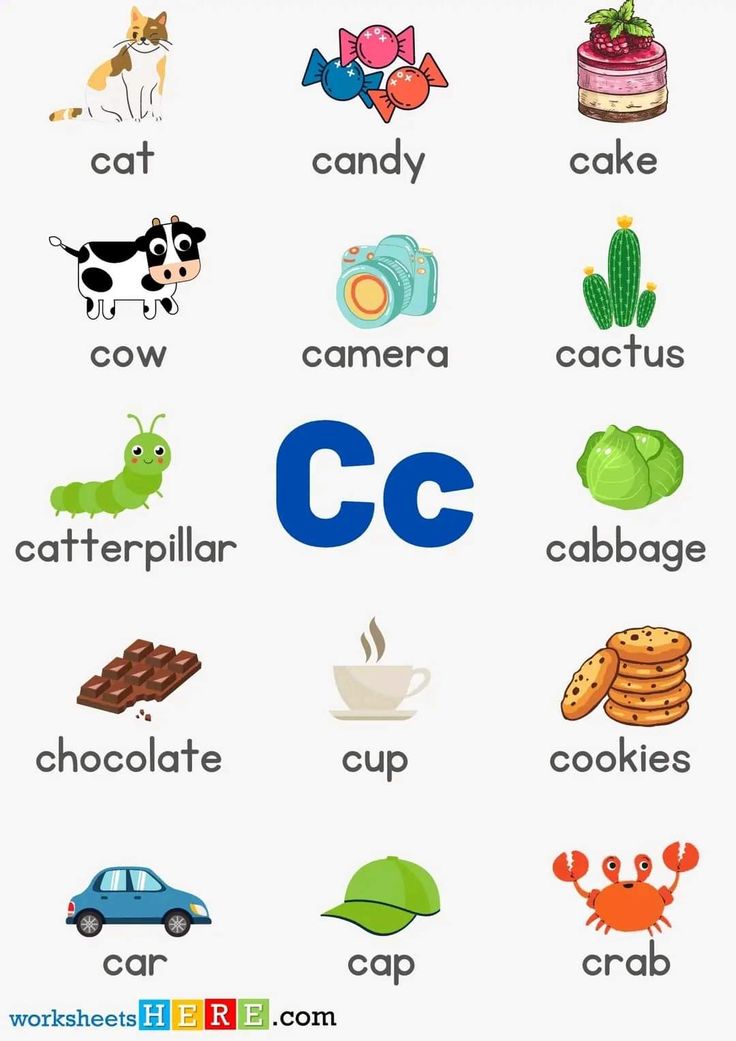 cat candy cake
cow camera cactus
Cc
catterpillar cabbage
chocolate cup cookies
car cap crab
worksheetsHERE.com